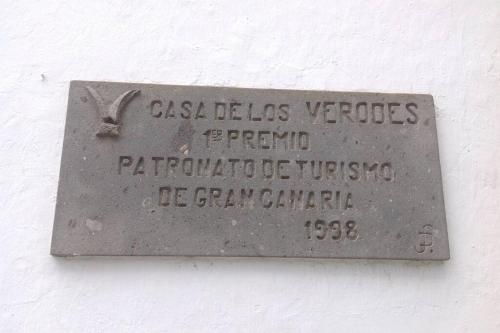 CASA DE LOS VERODES
1ER PREMIO
PATRONATO DE TURISMO
DE GRAN CANARIA
1998